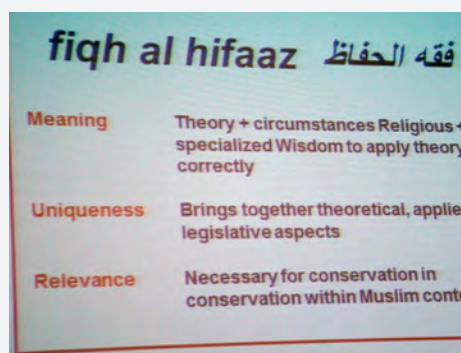 fiqh al hifaaz فقه الحفاظ
Meaning Theory + circumstances Religious +
specialized Wisdom to apply theory
correctly
Uniqueness Brings together theoretical, applie
legislative aspects
Relevance Necessary for conservation in
conservation within Muslim cont